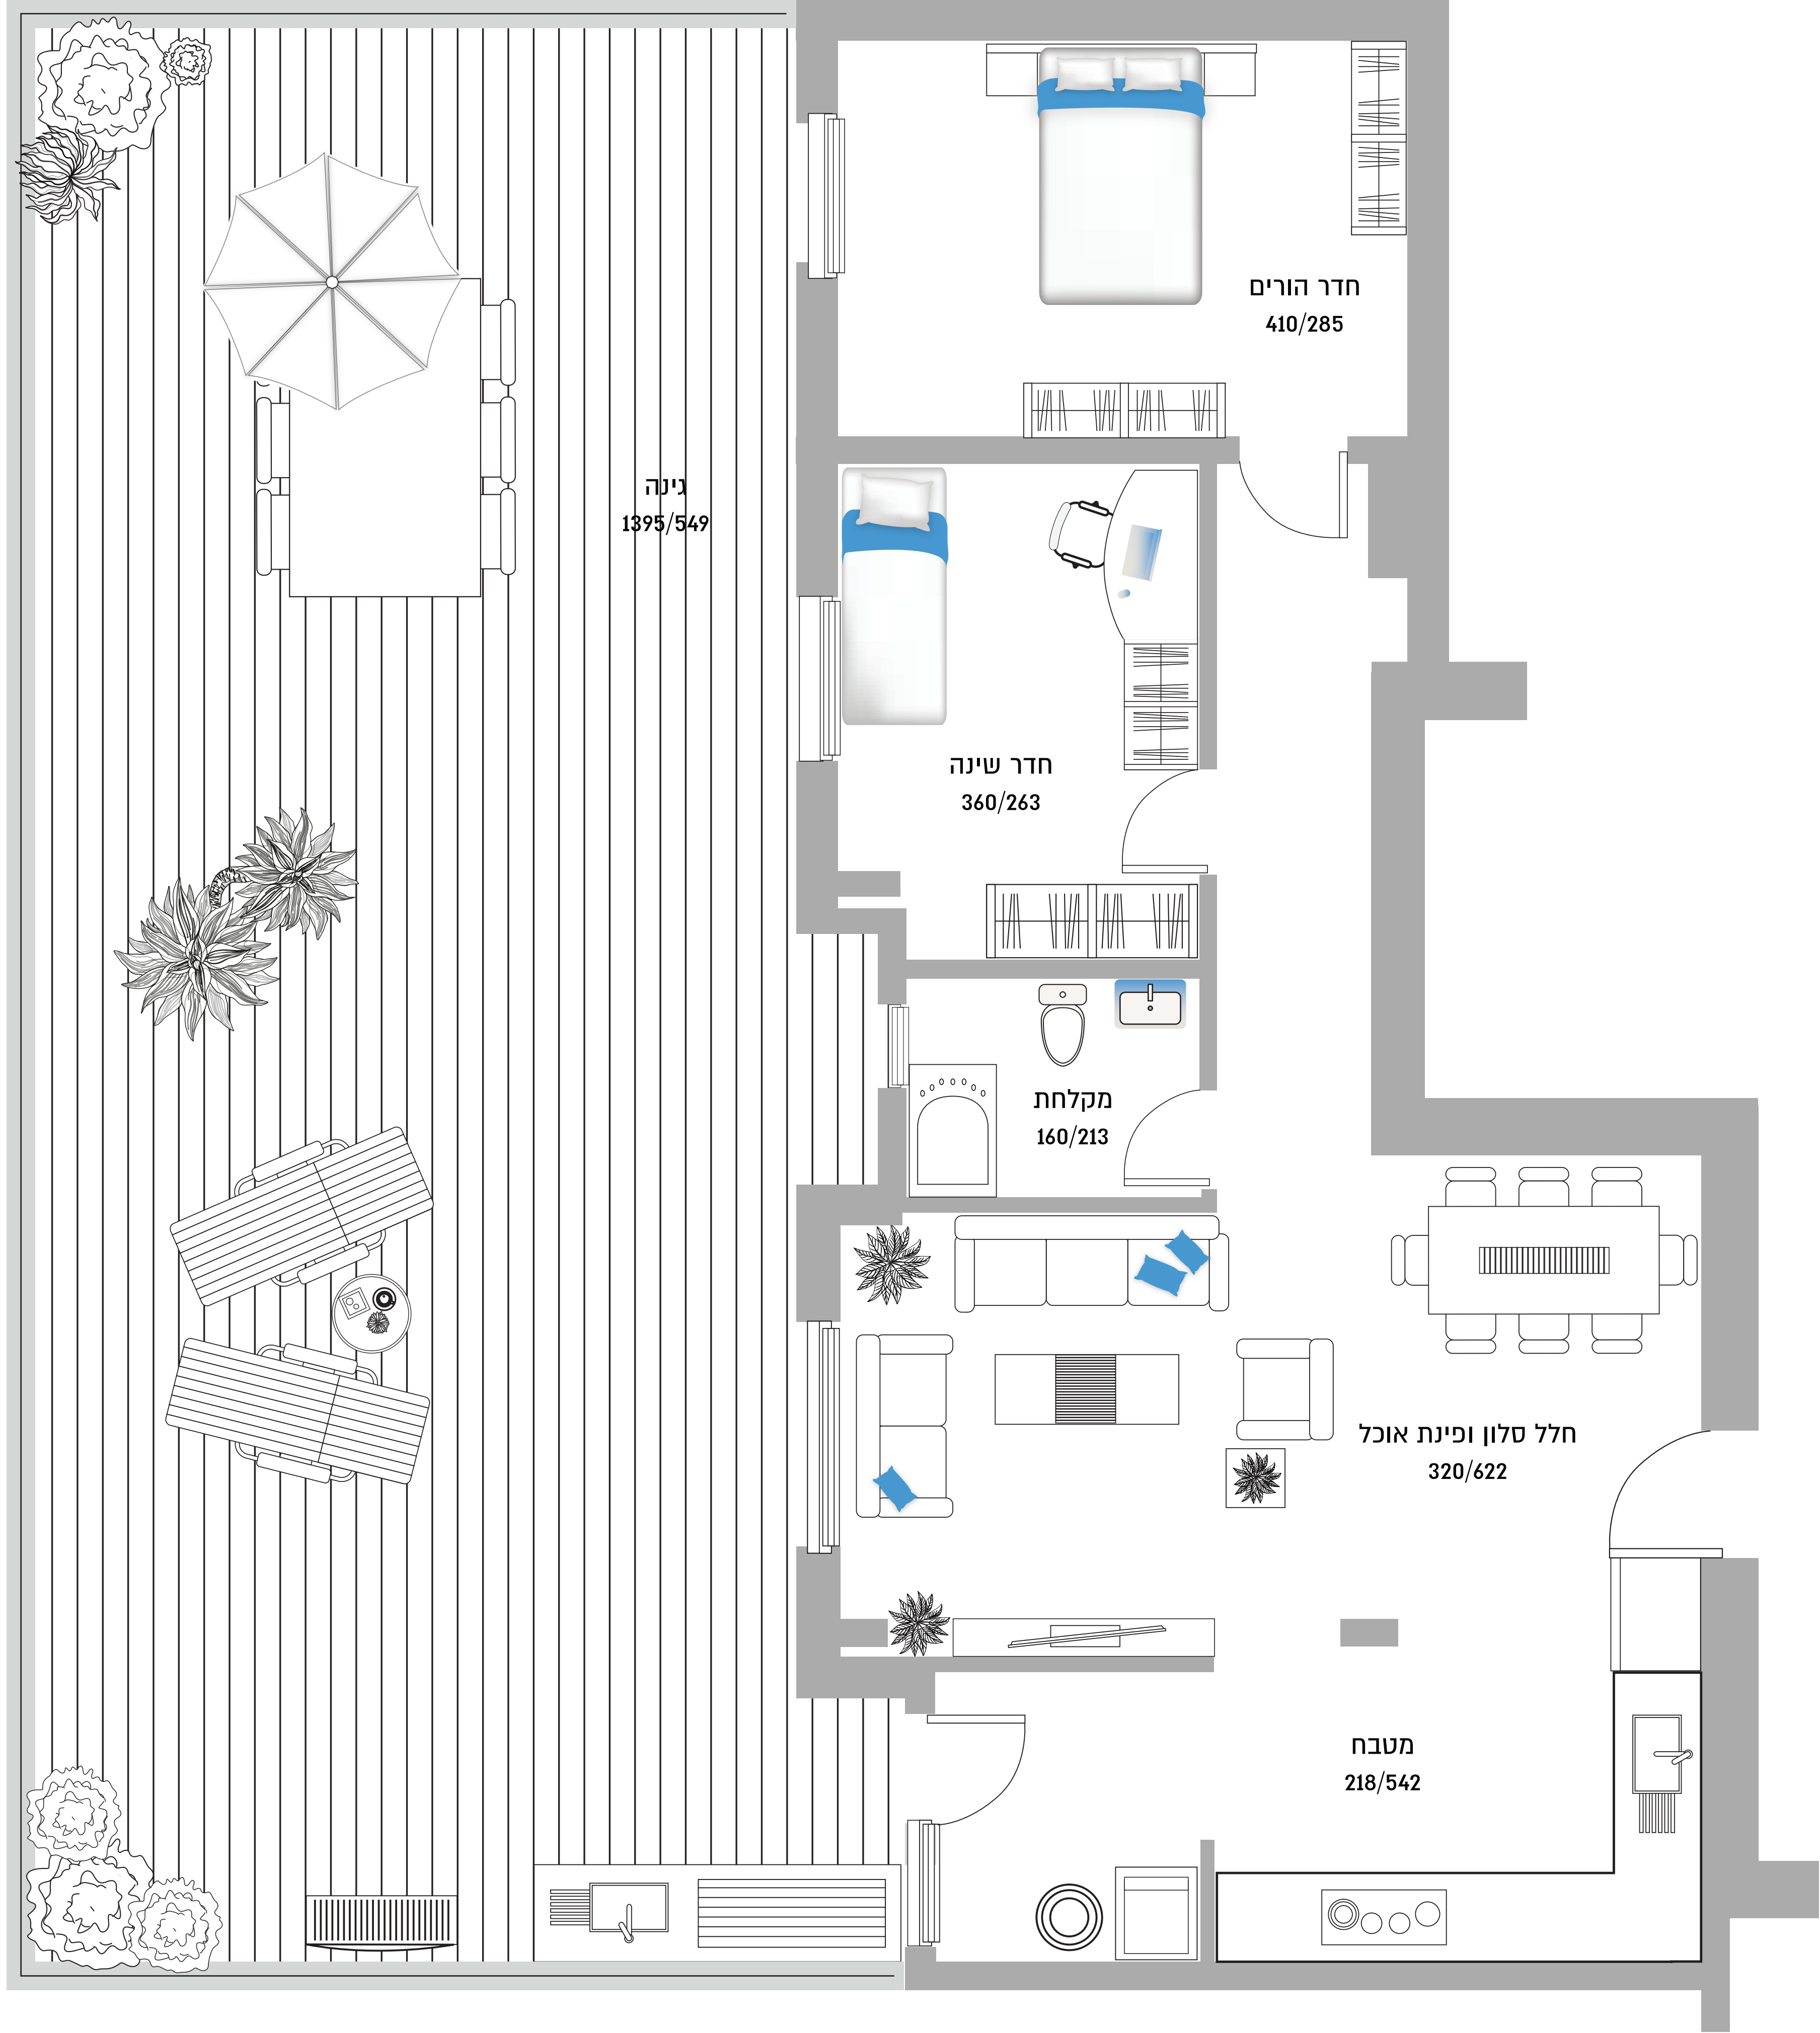 חדר הורים
410/285
גינה
1395/549
חדר שינה
360/263
מקלחת
160/213
חלל סלון ופינת אוכל
320/622
מטבח
218/542